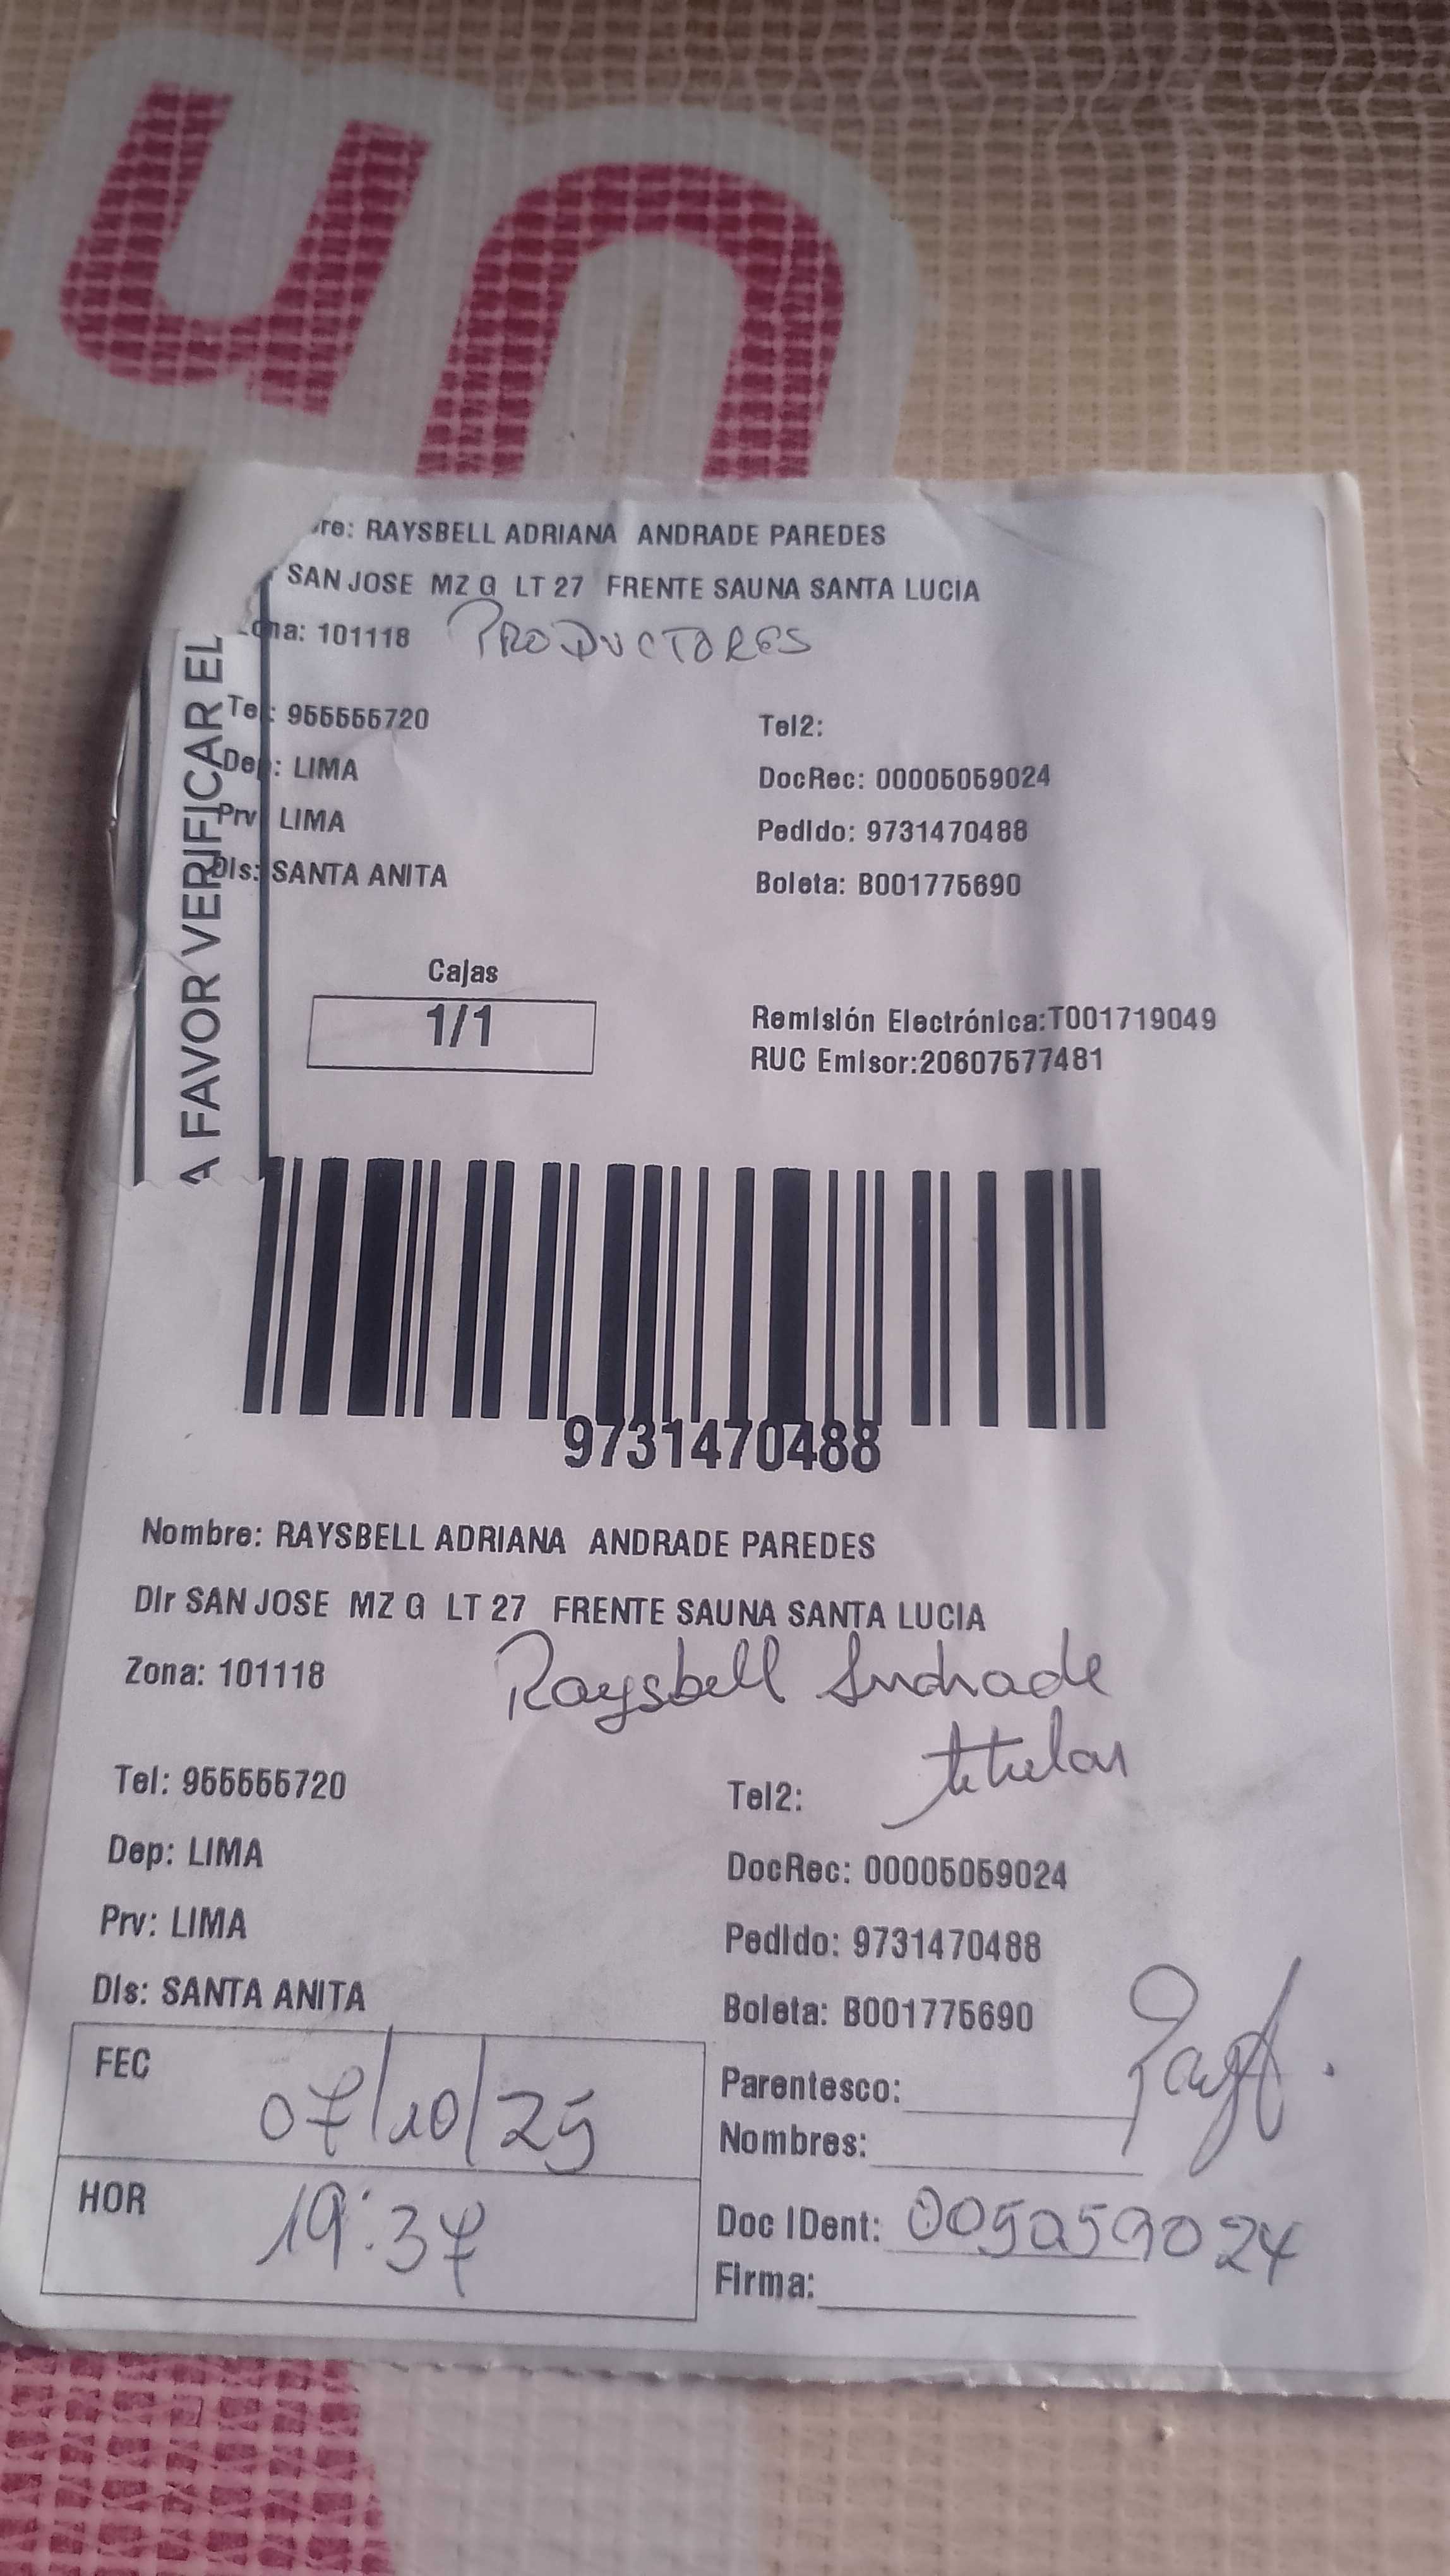 un
re: RAYSBELL ADRIANA ANDRADE PAREDES
SAN JOSE MZ G LT 27 FRENTE SAUNA SANTA LUCIA
ona: 101118 PRODUCTORES
A FAVOR VERIFICAR EL
Tel: 955555720
Tel2:
Dep: LIMA
DocRec: 00005059024
Prv: LIMA
Pedido: 9731470488
Dis: SANTA ANITA
Boleta: B001775690
Cajas
1/1
Remisión Electrónica:T001719049
RUC Emisor:20607577481
9731470488
Nombre: RAYSBELL ADRIANA ANDRADE PAREDES
Dir SAN JOSE MZ G LT 27 FRENTE SAUNA SANTA LUCIA
Zona: 101118
Raysbell Andrade
titular
Tel: 955555720
Tel2:
Dep: LIMA
DocRec: 00005059024
Prv: LIMA
Pedido: 9731470488
Dis: SANTA ANITA
Boleta: B001775690
FEC 07/10/25
Parentesco:
Nombres:
HOR 19:37
Doc IDent: 005059024
Firma: